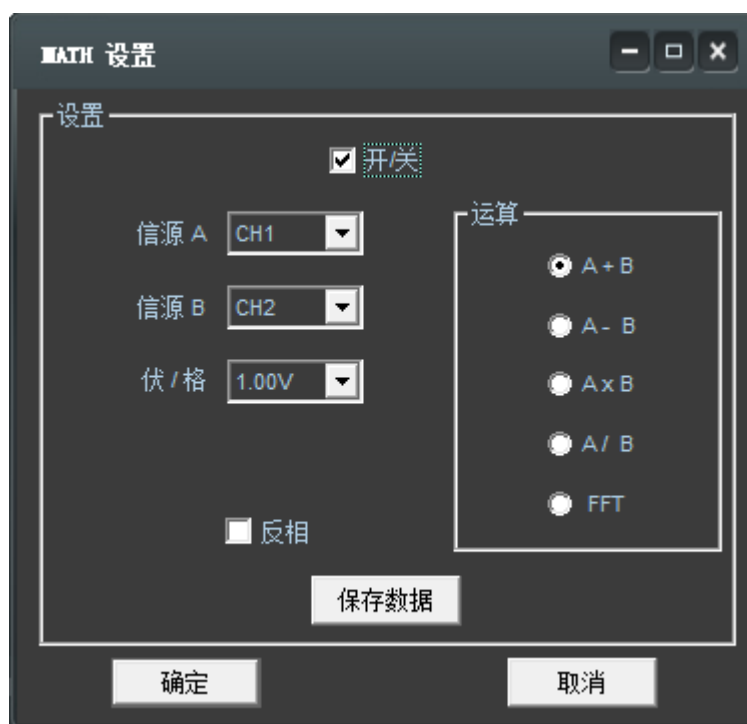 MATH 设置
设置
开/关
信源 A CH1
信源 B CH2
伏 / 格 1.00V
反相
运算
A + B
A - B
A x B
A / B
FFT
保存数据
确定
取消